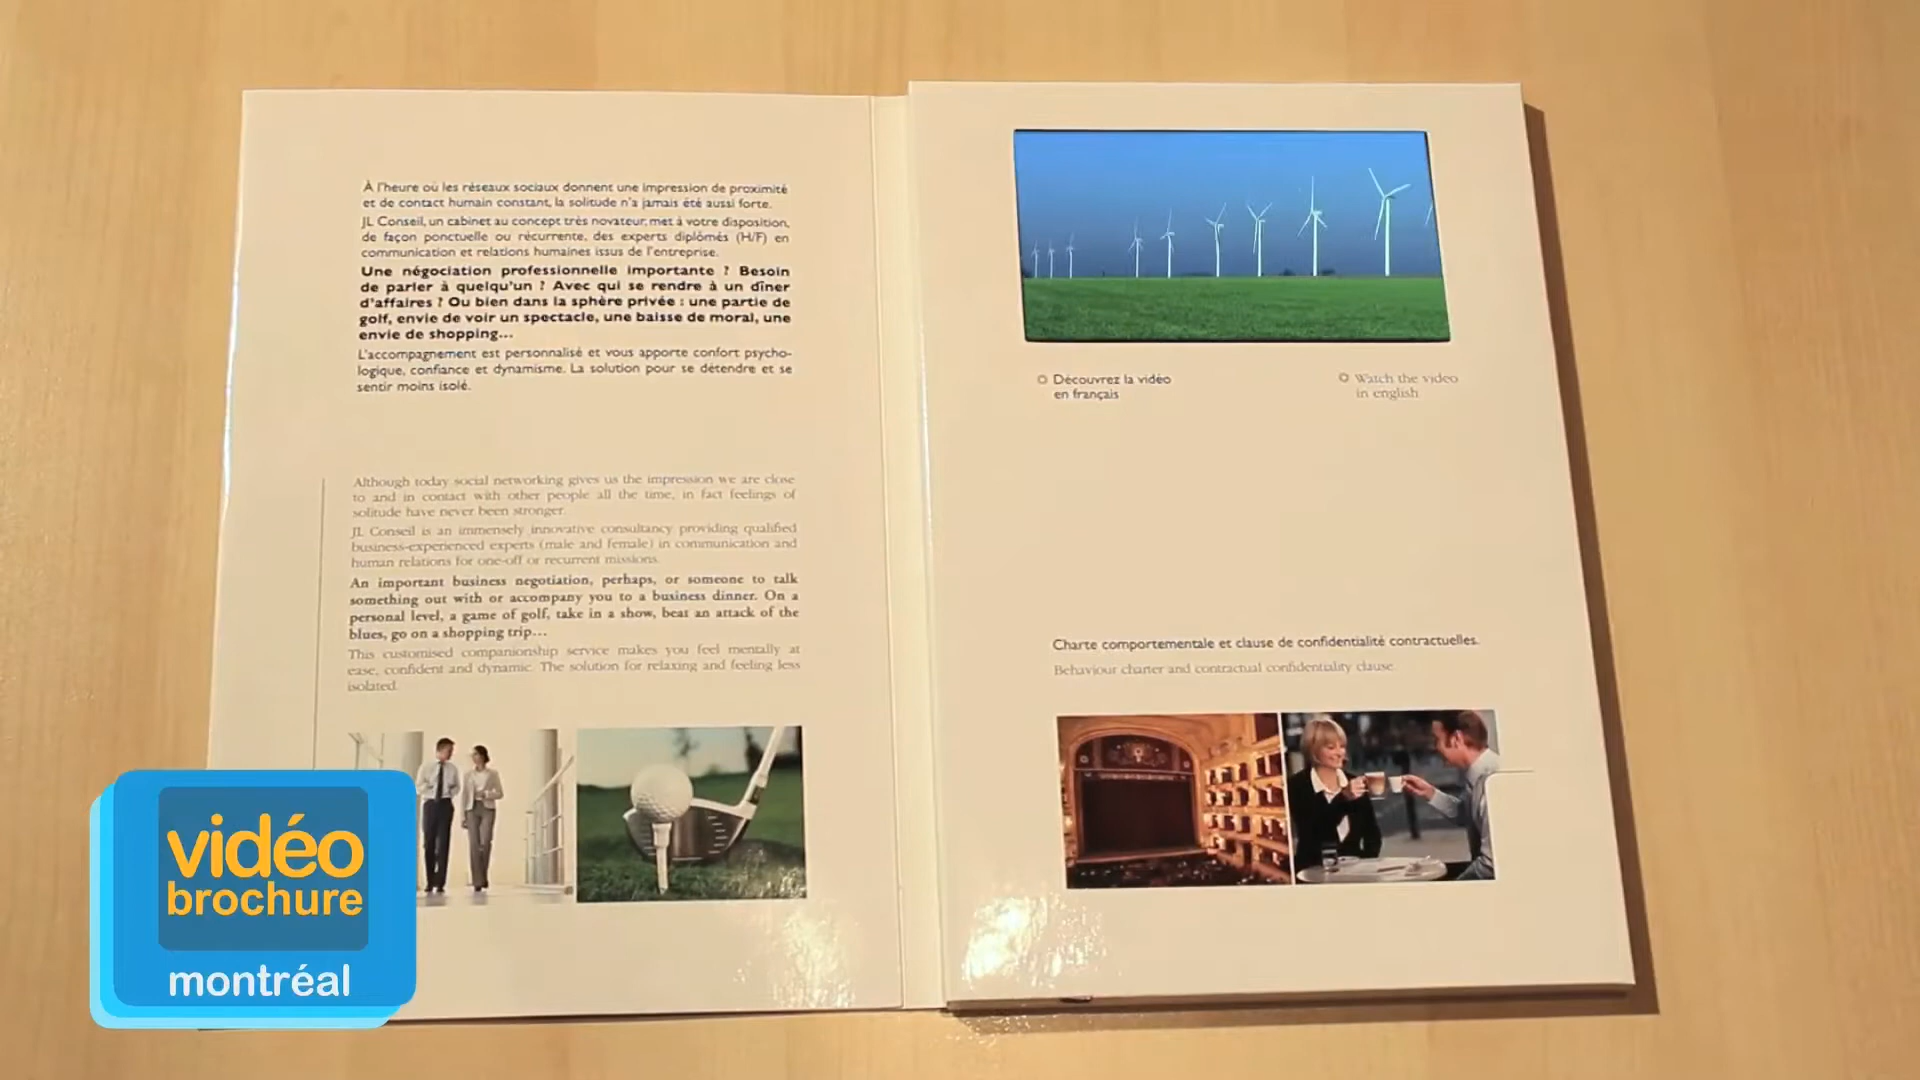 À l'heure où les réseaux sociaux donnent une impression de proximité
et de contact humain constant, la solitude n'a jamais été aussi forte.
JL Conseil, un cabinet au concept très novateur, met à votre disposition,
de façon ponctuelle ou récurrente, des experts diplômés (H/F) en
communication et relations humaines issus de l'entreprise.
Une négociation professionnelle importante ? Besoin
de parler à quelqu'un ? Avec qui se rendre à un dîner
d'affaires ? Ou bien dans la sphère privée : une partie de
golf, envie de voir un spectacle, une baisse de moral, une
envie de shopping...
L'accompagnement est personnalisé et vous apporte confort psycho-
logique, confiance et dynamisme. La solution pour se détendre et se
sentir moins isolé.
Although today social networking gives us the impression we are close
to and in contact with other people all the time, in fact feelings of
solitude have never been stronger.
JL Conseil is an immensely innovative consultancy providing qualified
business-experienced experts (male and female) in communication and
human relations for one-off or recurrent missions.
An important business negotiation, perhaps, or someone to talk
something out with or accompany you to a business dinner. On a
personal level, a game of golf, take in a show, beat an attack of the
blues, go on a shopping trip...
This customised companionship service makes you feel mentally at
ease, confident and dynamic. The solution for relaxing and feeling less
isolated.
Découvrez la vidéo
en français
Watch the video
in english
Charte comportementale et clause de confidentialité contractuelles.
Behaviour charter and contractual confidentiality clause.
vidéo
brochure
montréal